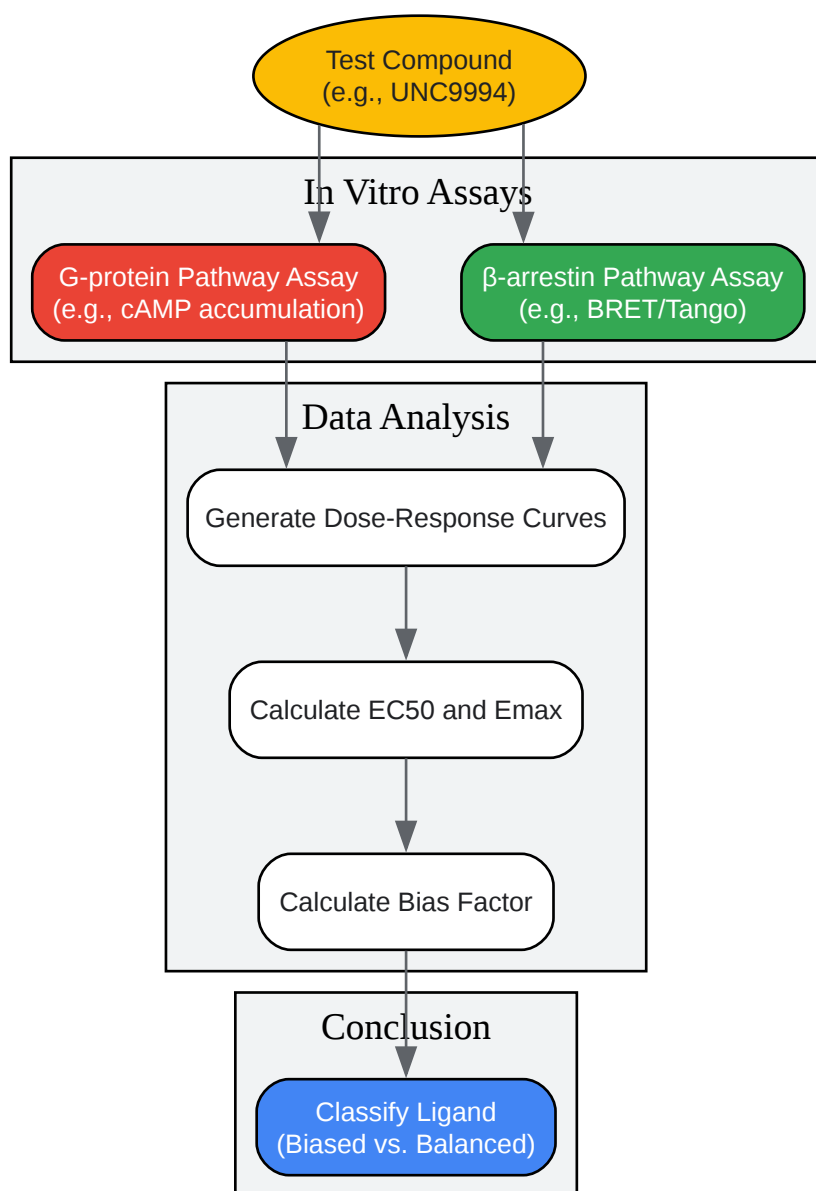 Test Compound
(e.g., UNC9994)
In Vitro Assays
G-protein Pathway Assay
(e.g., cAMP accumulation)
β-arrestin Pathway Assay
(e.g., BRET/Tango)
Data Analysis
Generate Dose-Response Curves
Calculate EC50 and Emax
Calculate Bias Factor
Conclusion
Classify Ligand
(Biased vs. Balanced)